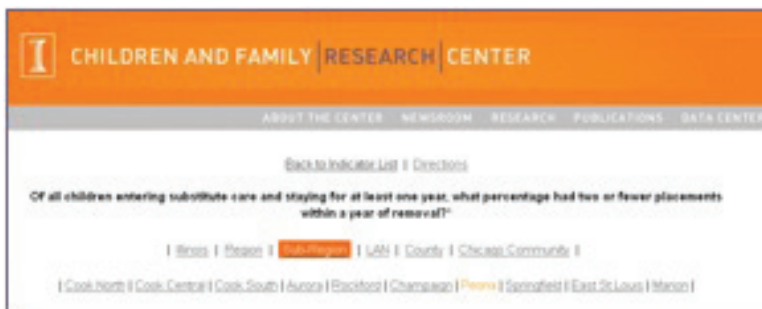 I CHILDREN AND FAMILY | RESEARCH | CENTER
ABOUT THE CENTER NEWSROOM RESEARCH PUBLICATIONS DATA CENTER
Back to Indicator List || Directions
Of all children entering substitute care and staying for at least one year, what percentage had two or fewer placements
within a year of removal?^
| Illinois | Region | Sub-Region | LAN | County | Chicago Community |
| Cook North | Cook Central | Cook South | Aurora | Rockford | Champaign | Peoria | Springfield | East St.Louis | Marion |